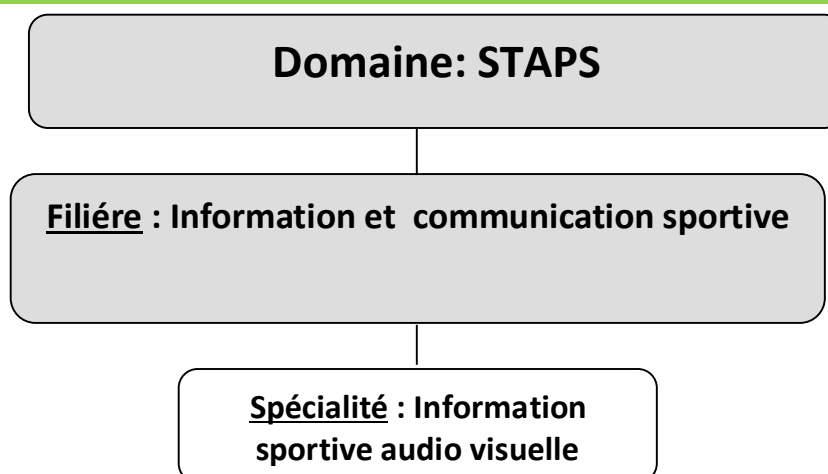 Domaine: STAPS
Filiére : Information et communication sportive
Spécialité : Information
sportive audio visuelle